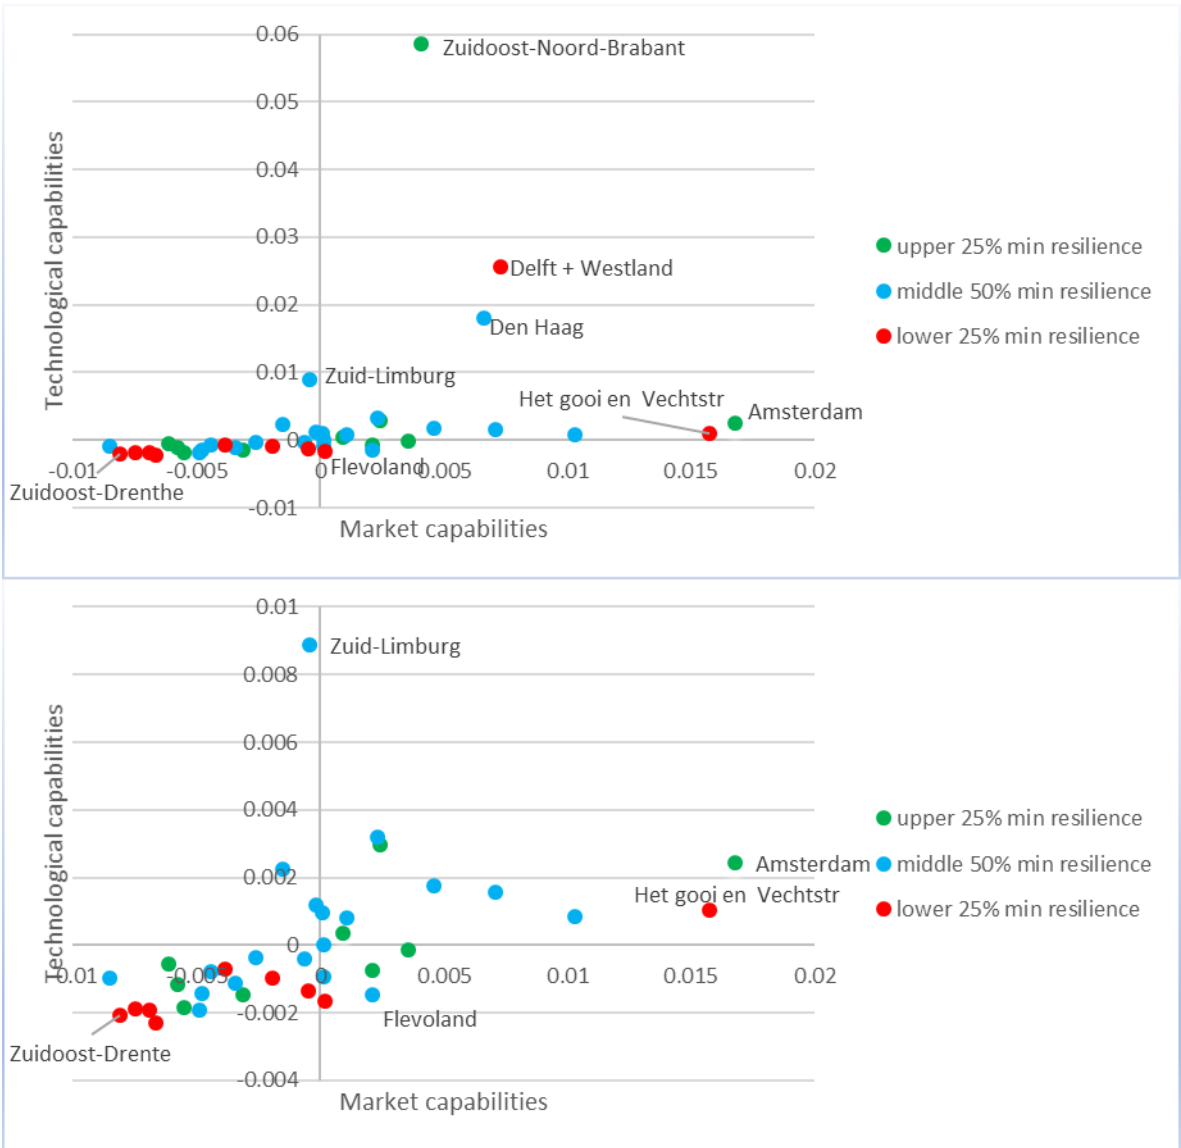 0.06
Zuidoost-Noord-Brabant
0.05
0.04
0.03
upper 25% min resilience
Delft + Westland
middle 50% min resilience
0.02
Den Haag
lower 25% min resilience
0.01
Zuid-Limburg
Het gooi en Vechtstr
Amsterdam
0
Flevoland
-0.01
-0.005
0
0.005
0.01
0.015
0.02
Zuidoost-Drenthe
-0.01
Market capabilities
Technological capabilities
0.01
Zuid-Limburg
0.008
0.006
0.004
upper 25% min resilience
0.002
Amsterdam
middle 50% min resilience
Het gooi en Vechtstr
lower 25% min resilience
0
-0.01
-0.005
0
0.005
0.01
0.015
0.02
-0.002
Flevoland
Zuidoost-Drente
-0.004
Market capabilities
Technological capabilities